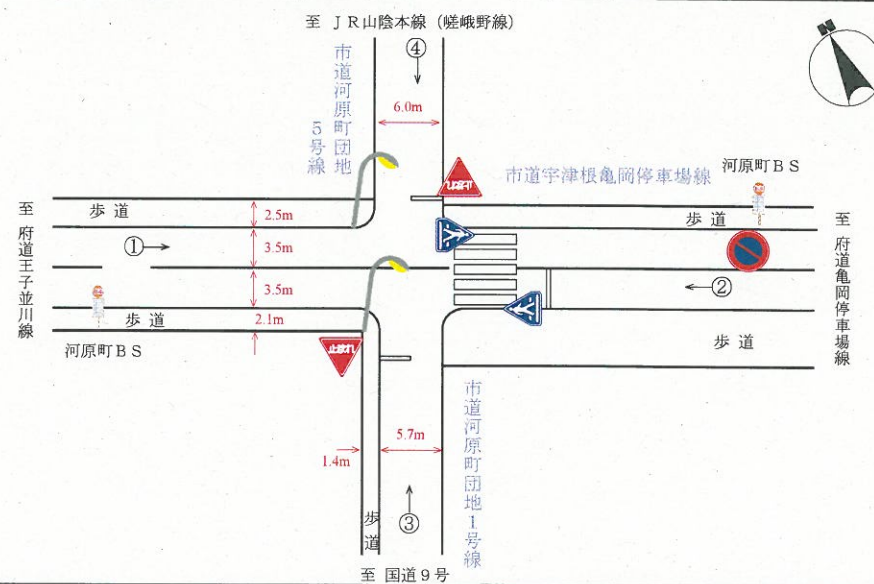 至 JR山陰本線(嵯峨野線)
④
N
市道河原町団地
5号線
6.0m
止まれ
市道宇津根亀岡停車場線
河原町BS
至 府道王子並川線
歩道
2.5m
歩道
至 府道亀岡停車場線
①
3.5m
②
3.5m
歩道
2.1m
歩道
河原町BS
止まれ
市道河原町団地1号線
5.7m
1.4m
③
歩道
至 国道9号